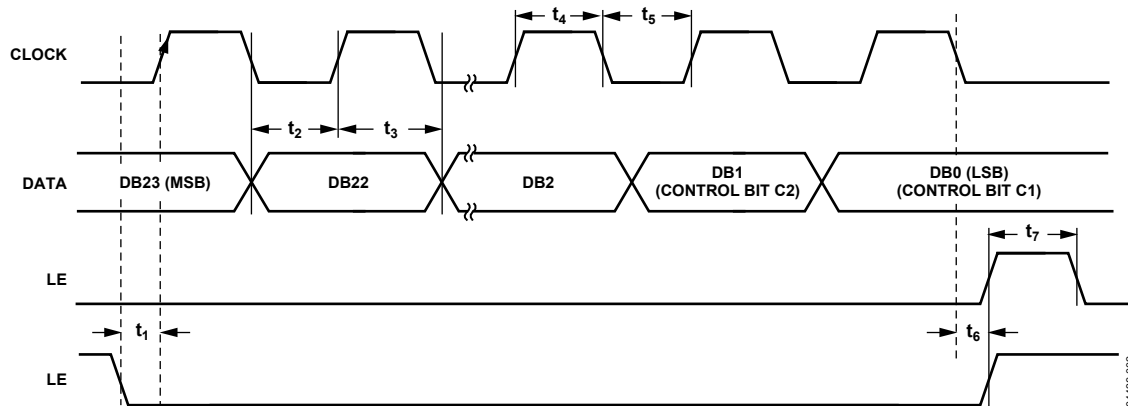 t4
t5
CLOCK
t2
t3
DATA
DB23 (MSB)
DB22
DB2
DB1
(CONTROL BIT C2)
DB0 (LSB)
(CONTROL BIT C1)
t7
LE
t1
t6
LE